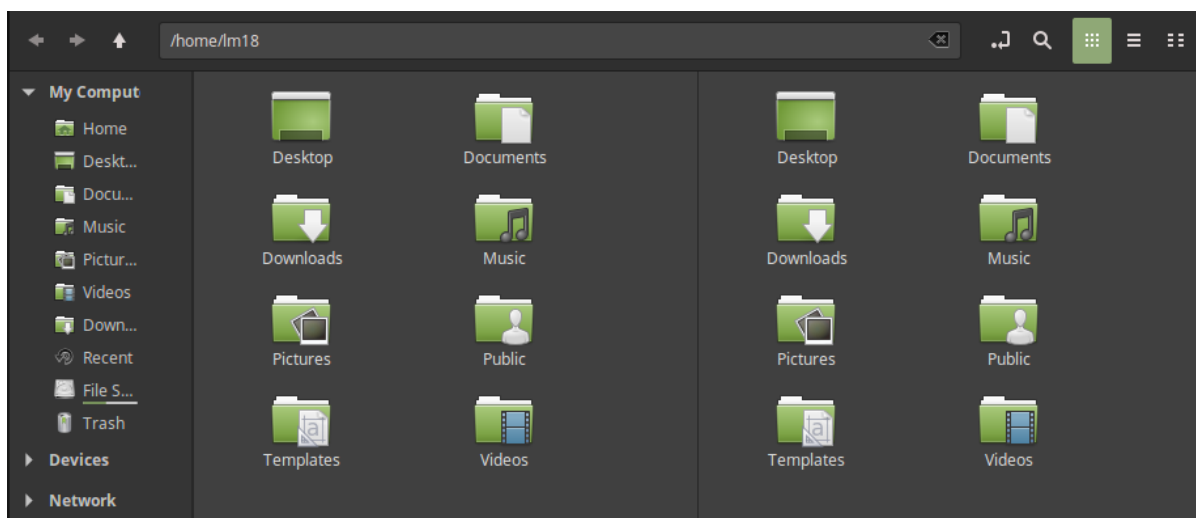 /home/lm18
My Comput
Home
Deskt...
Docu...
Music
Pictur...
Videos
Down...
Recent
File S...
Trash
Devices
Network
Desktop
Documents
Downloads
Music
Pictures
Public
Templates
Videos
Desktop
Documents
Downloads
Music
Pictures
Public
Templates
Videos